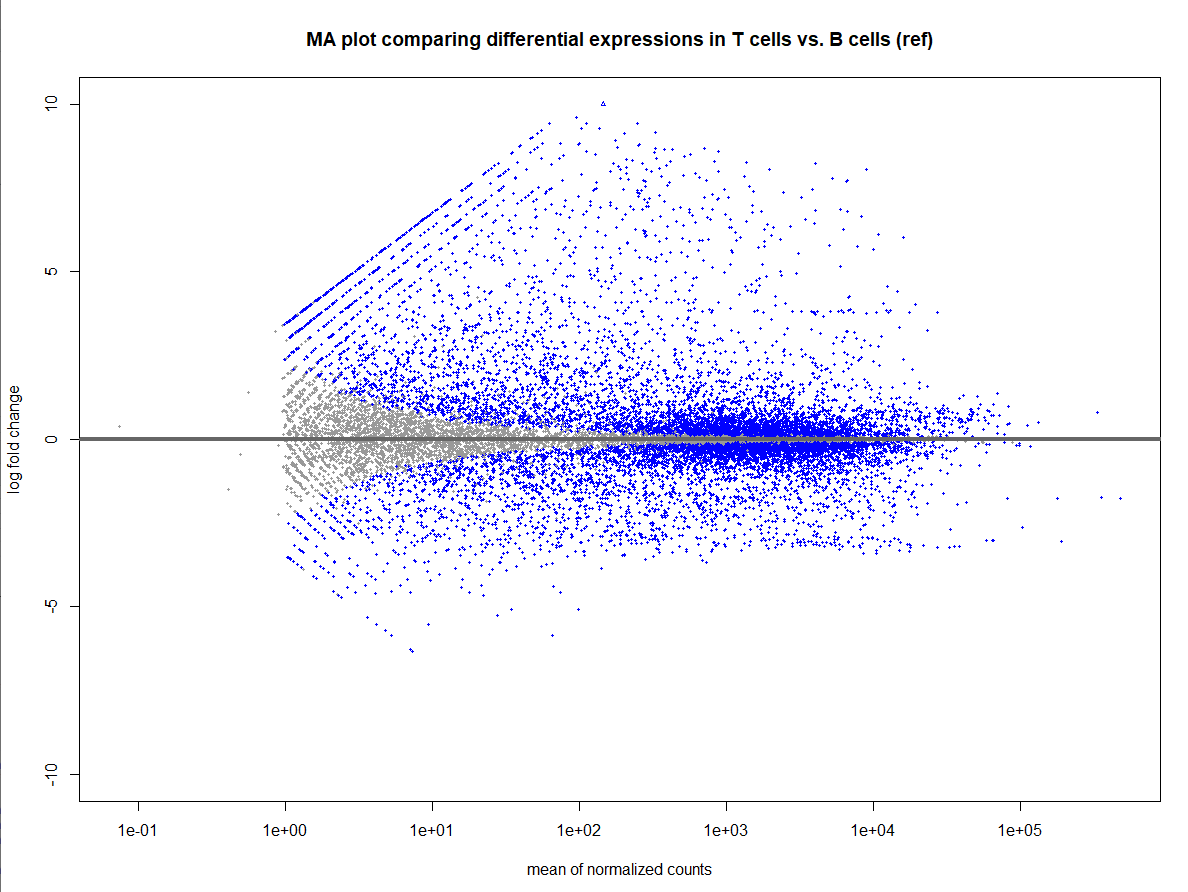 MA plot comparing differential expressions in T cells vs. B cells (ref)
log fold change
10
5
0
-5
-10
1e-01 1e+00 1e+01 1e+02 1e+03 1e+04 1e+05
mean of normalized counts